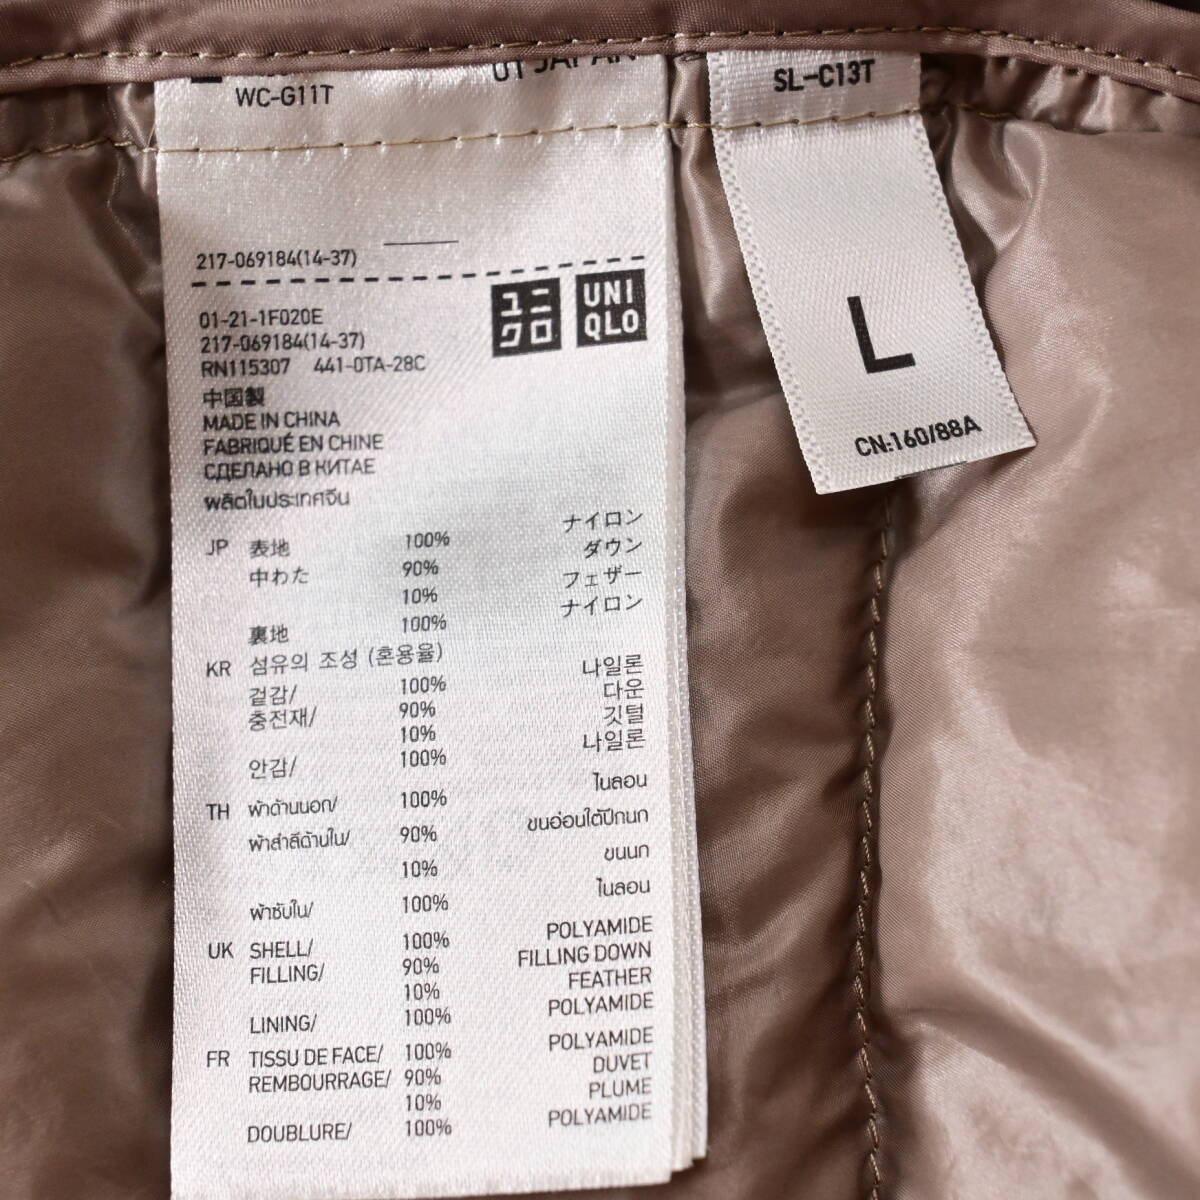 01 JAPAN
WC-G11T
217-069184(14-37)
01-21-1F020E
217-069184(14-37)
RN115307 441-0TA-28C
ユニ
クロ
UNI
QLO
中国製
MADE IN CHINA
FABRIQUÉ EN CHINE
СДЕЛАНО В КИТАЕ
ผลิตในประเทศจีน
JP 表地 100% ナイロン
中わた 90% ダウン
10% フェザー
裏地 100% ナイロン
KR 섬유의 조성 (혼용율)
겉감/ 100% 나일론
충전재/ 90% 다운
10% 깃털
안감/ 100% 나일론
TH ผ้าด้านนอก/ 100% ไนลอน
ผ้าสำลีด้านใน/ 90% ขนอ่อนใต้ปีกนก
10% ขนนก
ผ้าซับใน/ 100% ไนลอน
UK SHELL/ 100% POLYAMIDE
FILLING/ 90% FILLING DOWN
10% FEATHER
LINING/ 100% POLYAMIDE
FR TISSU DE FACE/ 100% POLYAMIDE
REMBOURRAGE/ 90% DUVET
10% PLUME
DOUBLURE/ 100% POLYAMIDE
SL-C13T
L
CN:160/88A